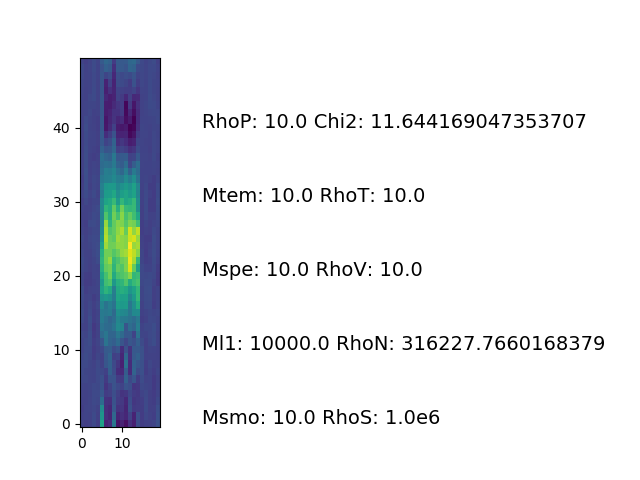 40
RhoP: 10.0 Chi2: 11.644169047353707
30
Mtem: 10.0 RhoT: 10.0
20
Mspe: 10.0 RhoV: 10.0
10
Ml1: 10000.0 RhoN: 316227.7660168379
0
Msmo: 10.0 RhoS: 1.0e6
0 10